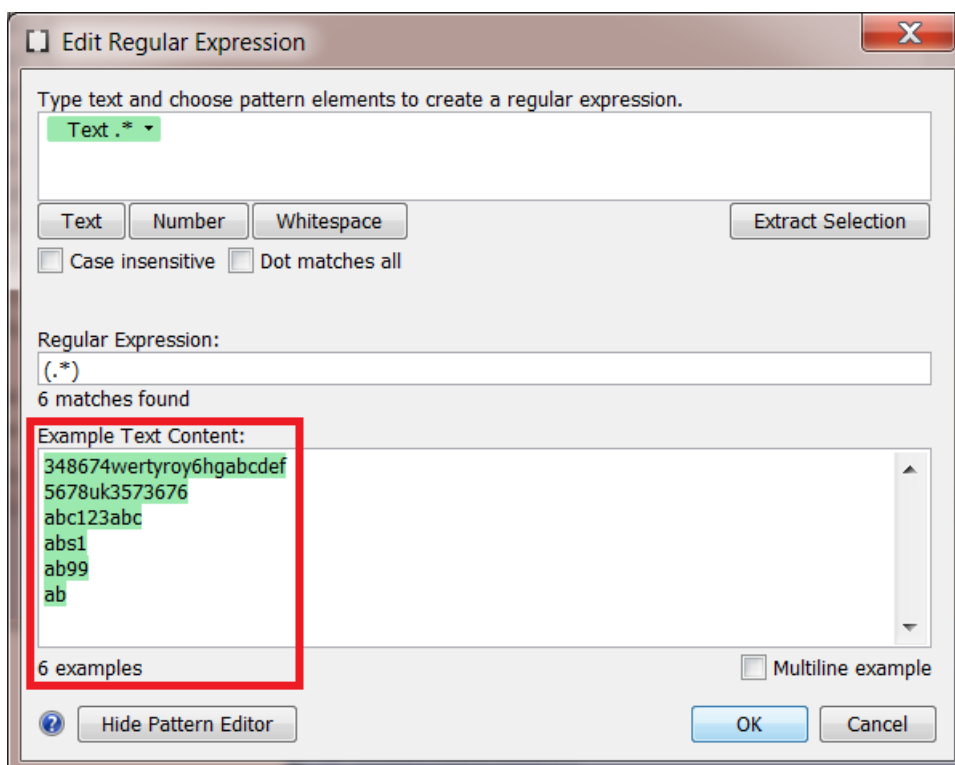 Edit Regular Expression
X
Type text and choose pattern elements to create a regular expression.
Text .*
Text Number Whitespace Extract Selection
Case insensitive Dot matches all
Regular Expression:
(.*)
6 matches found
Example Text Content:
348674wertyroy6hgabcdef
5678uk3573676
abc123abc
abs1
ab99
ab
6 examples Multiline example
? Hide Pattern Editor OK Cancel